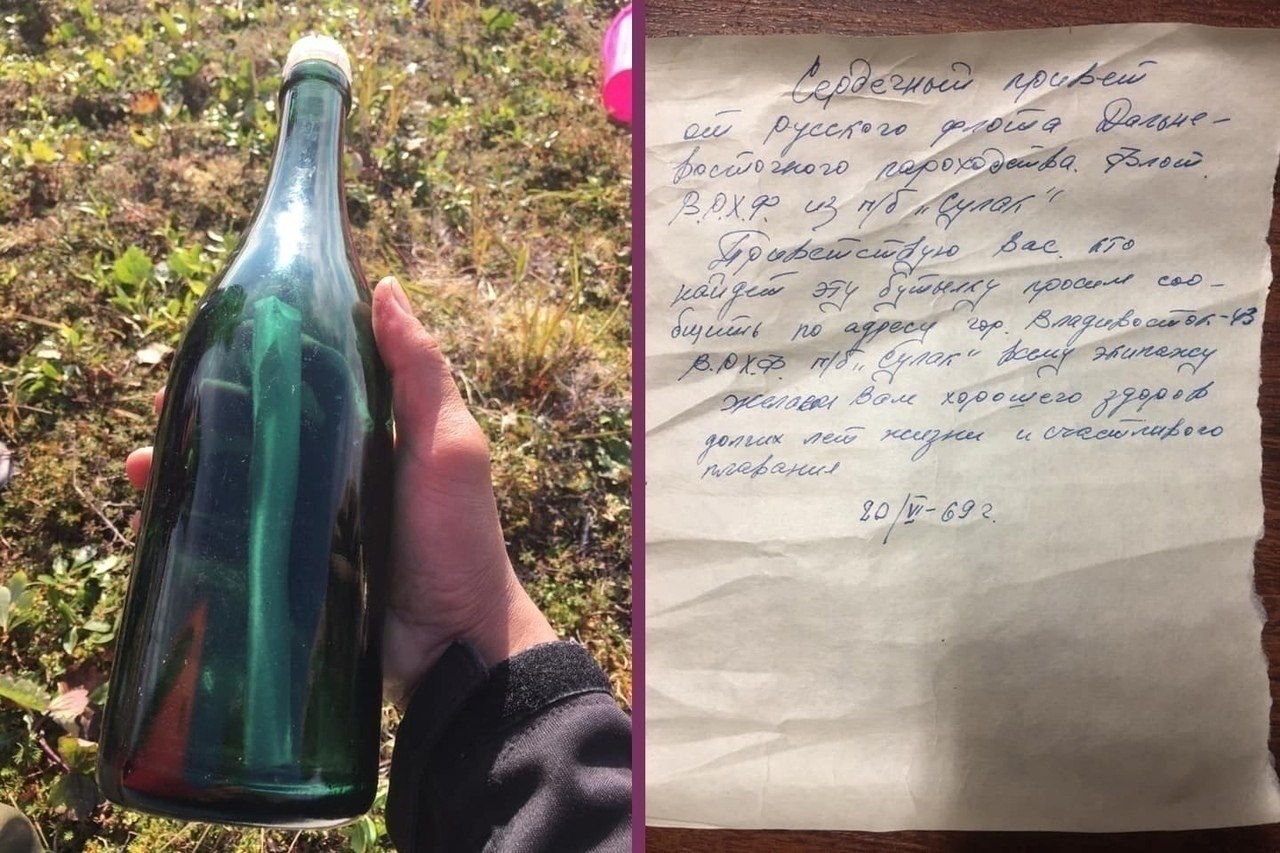 Сердечный привет
от русского флота Дальне-
восточного пароходства. Флот
В.Р.Х.Ф. из п/б „Сулак"
Приветствую Вас кто
найдет эту бутылку просим соо-
бщить по адресу гор. Владивосток-43
В.Р.Х.Ф. п/б „Сулак" всему экипажу
желаем Вам хорошего здоров
долгих лет жизни и счастливого
плавания
20/VI-69 г.